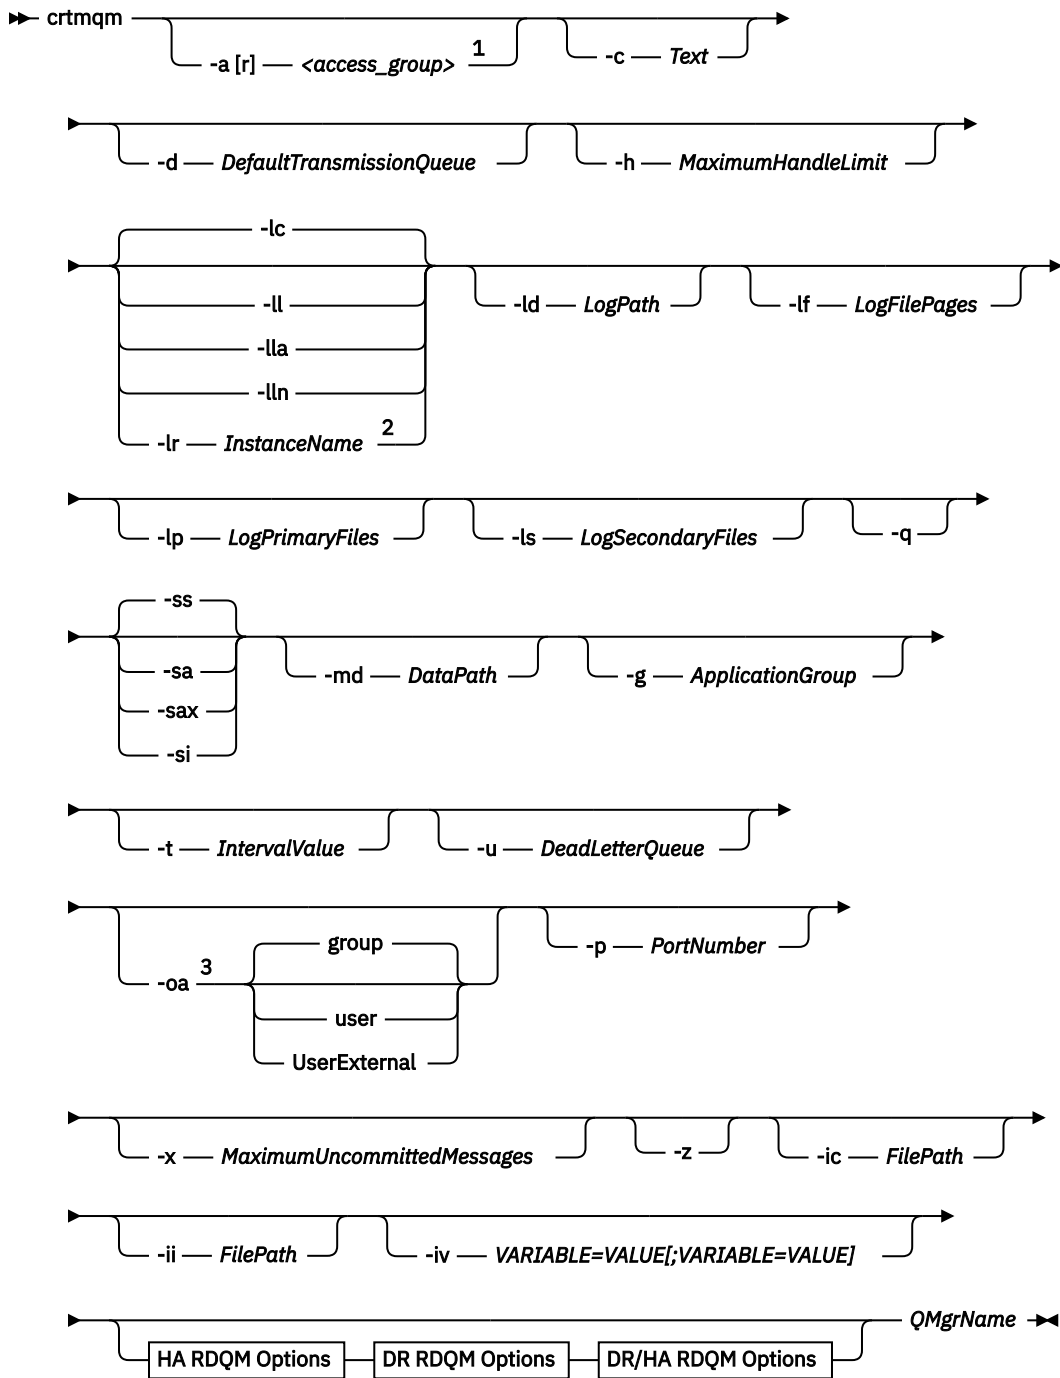 crtmqm
-a [r] <access_group> 1 -c Text
-d DefaultTransmissionQueue -h MaximumHandleLimit
-lc
-ll -ld LogPath -lf LogFilePages
-lla
-lln
-lr InstanceName 2
-lp LogPrimaryFiles -ls LogSecondaryFiles -q
-ss
-sa -md DataPath -g ApplicationGroup
-sax
-si
-t IntervalValue -u DeadLetterQueue
group -p PortNumber
-oa 3
user
UserExternal
-x MaximumUncommittedMessages -z -ic FilePath
-ii FilePath -iv VARIABLE=VALUE[;VARIABLE=VALUE]
QMgrName
HA RDQM Options DR RDQM Options DR/HA RDQM Options